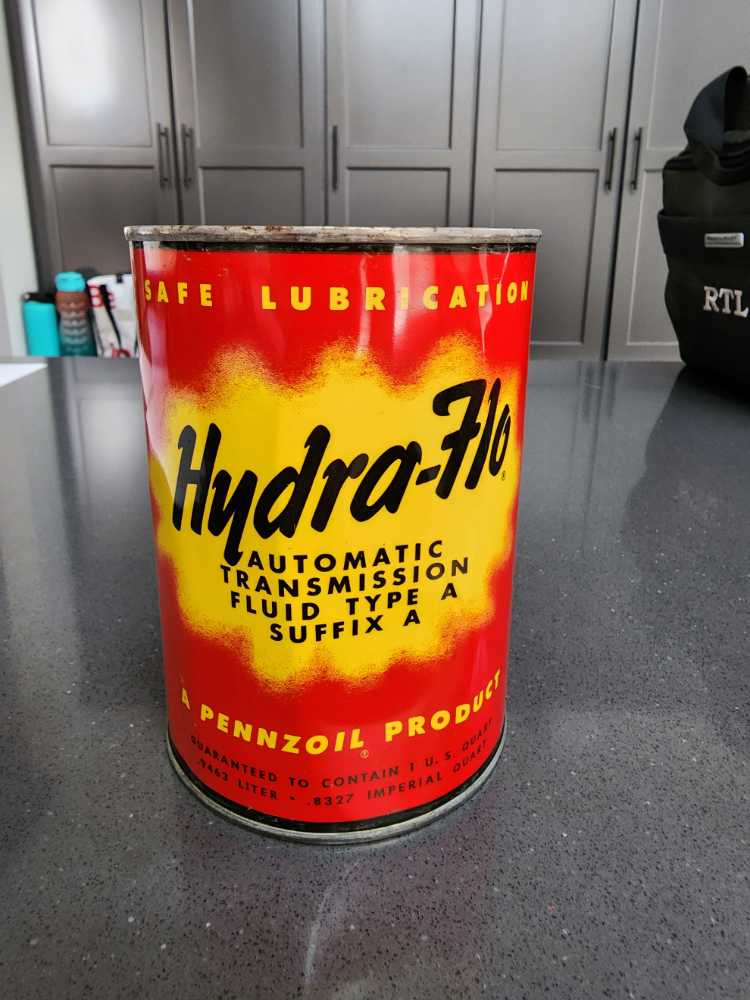 SAFE LUBRICATION
Hydra-Flo®
AUTOMATIC
TRANSMISSION
FLUID TYPE A
SUFFIX A
A PENNZOIL® PRODUCT
GUARANTEED TO CONTAIN 1 U.S. QUART
.9463 LITER - .8327 IMPERIAL QUART
RTL